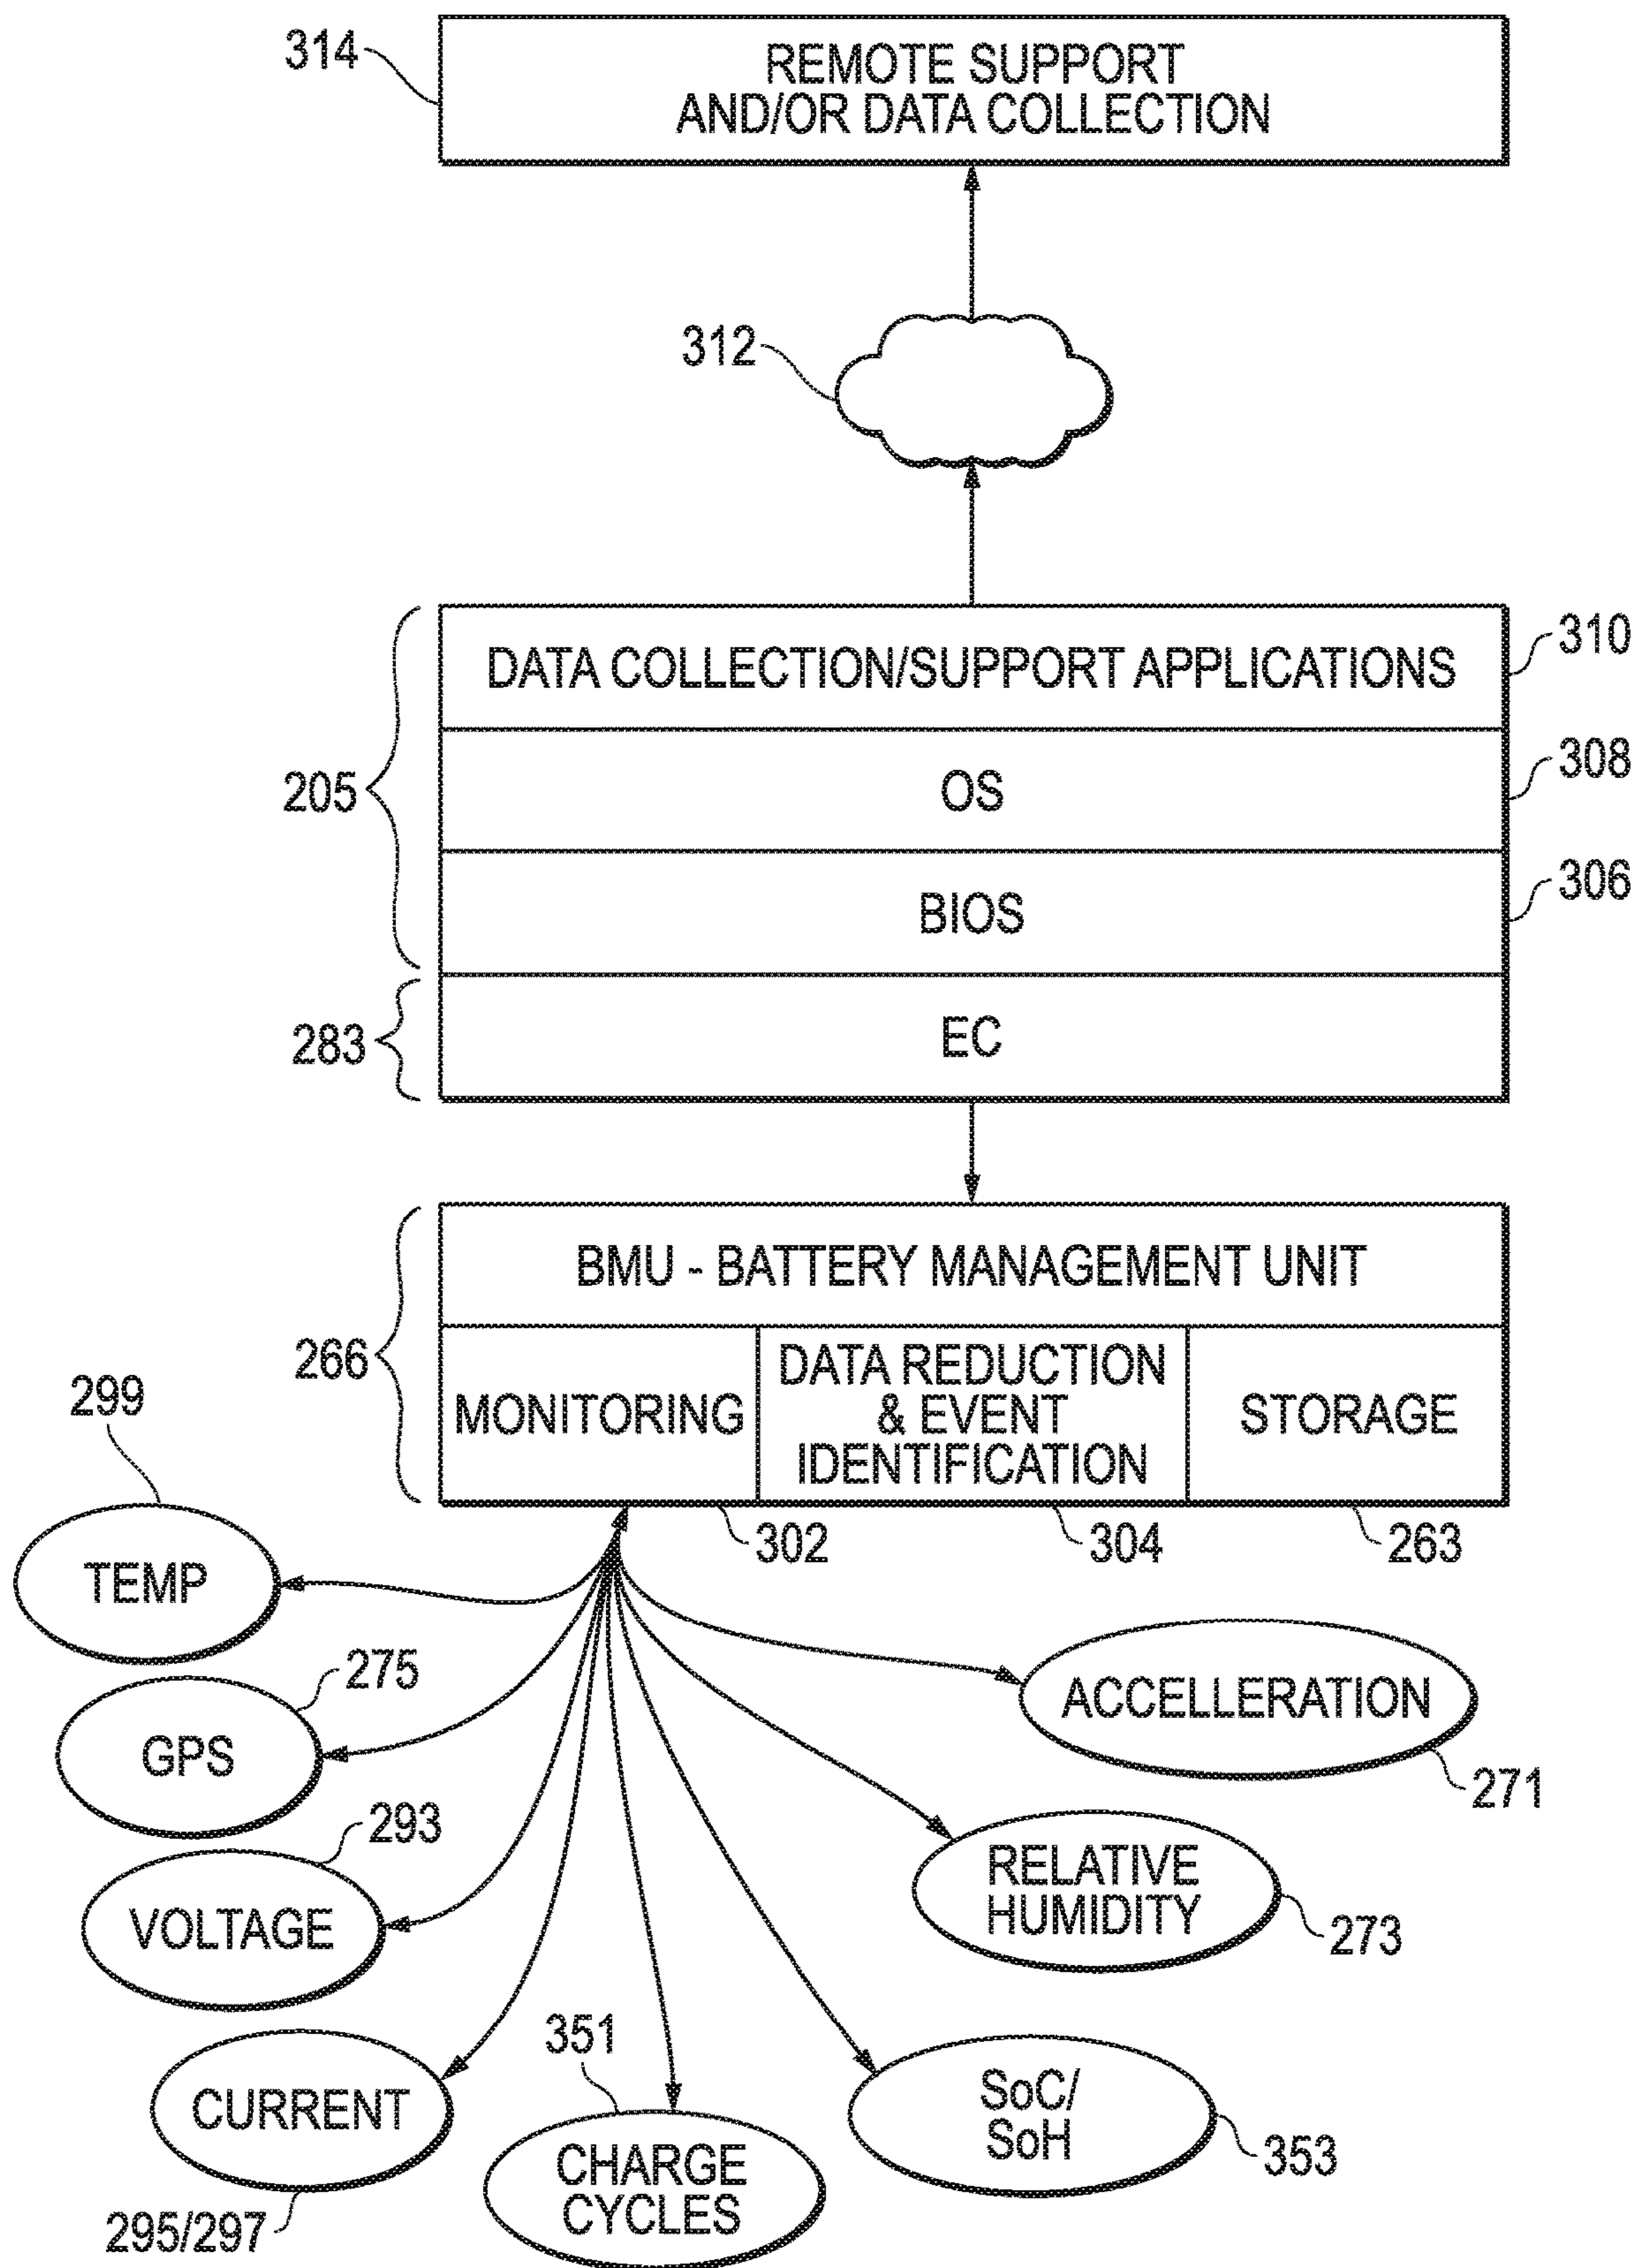 314
REMOTE SUPPORT
AND/OR DATA COLLECTION
312
310
DATA COLLECTION/SUPPORT APPLICATIONS
308
205
OS
306
BIOS
283
EC
BMU - BATTERY MANAGEMENT UNIT
266
MONITORING
DATA REDUCTION
& EVENT
IDENTIFICATION
STORAGE
299
302
304
263
TEMP
275
ACCELLERATION
GPS
271
293
RELATIVE
HUMIDITY
VOLTAGE
273
351
CURRENT
SoC/
SoH
353
CHARGE
CYCLES
295/297